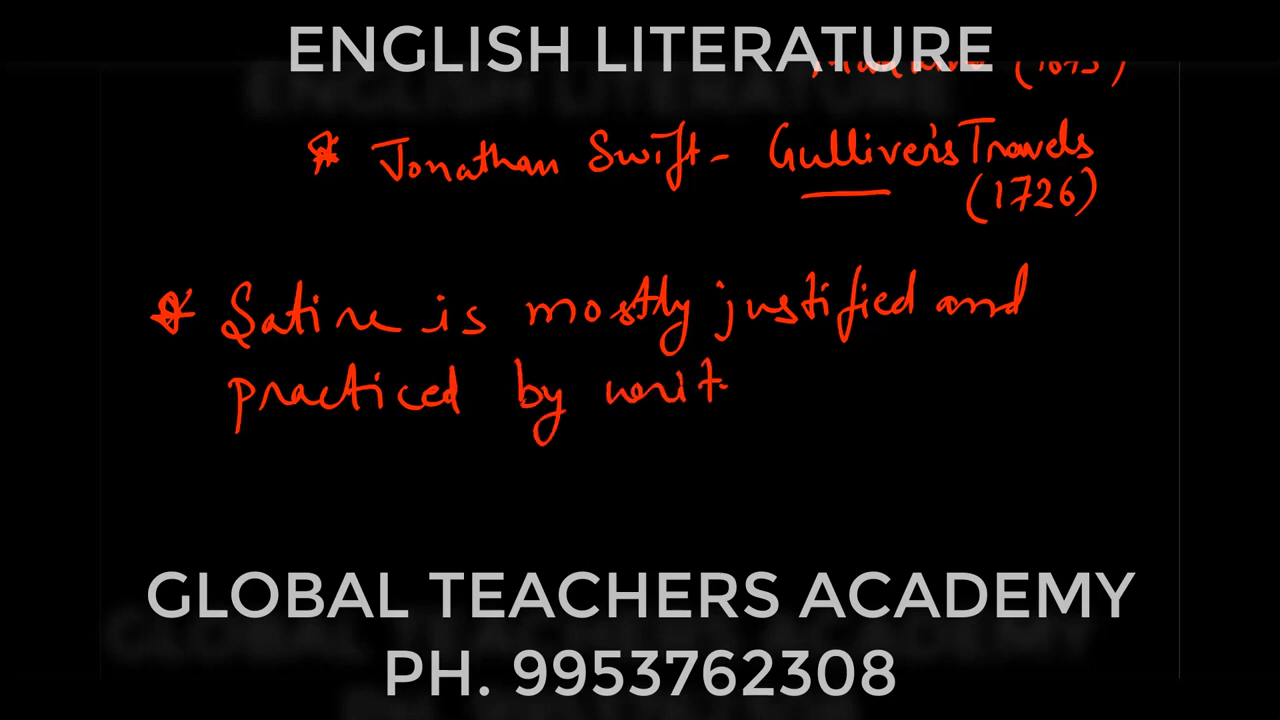 ENGLISH LITERATURE
* Jonathan Swift - Gulliver's Travels
(1726)
* Satire is mostly justified and
practiced by writ
GLOBAL TEACHERS ACADEMY
PH. 9953762308